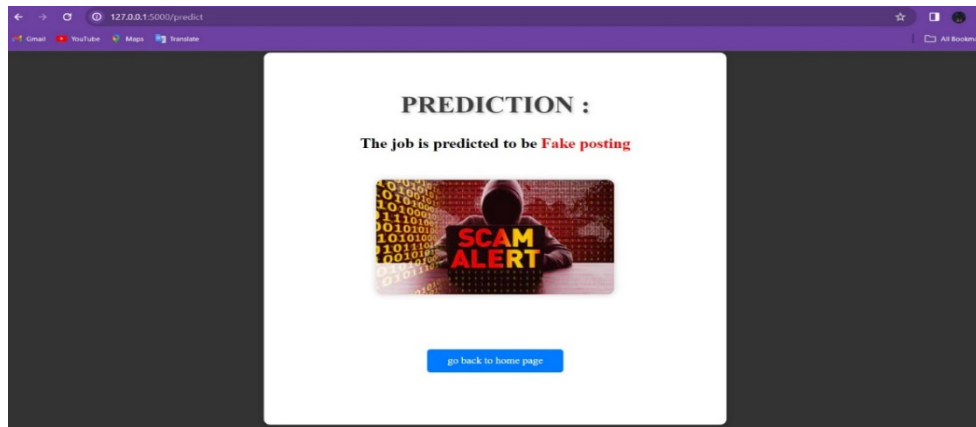 127.0.0.1:5000/predict
Gmail YouTube Maps Translate All Bookm
PREDICTION :
The job is predicted to be Fake posting
SCAM
ALERT
go back to home page